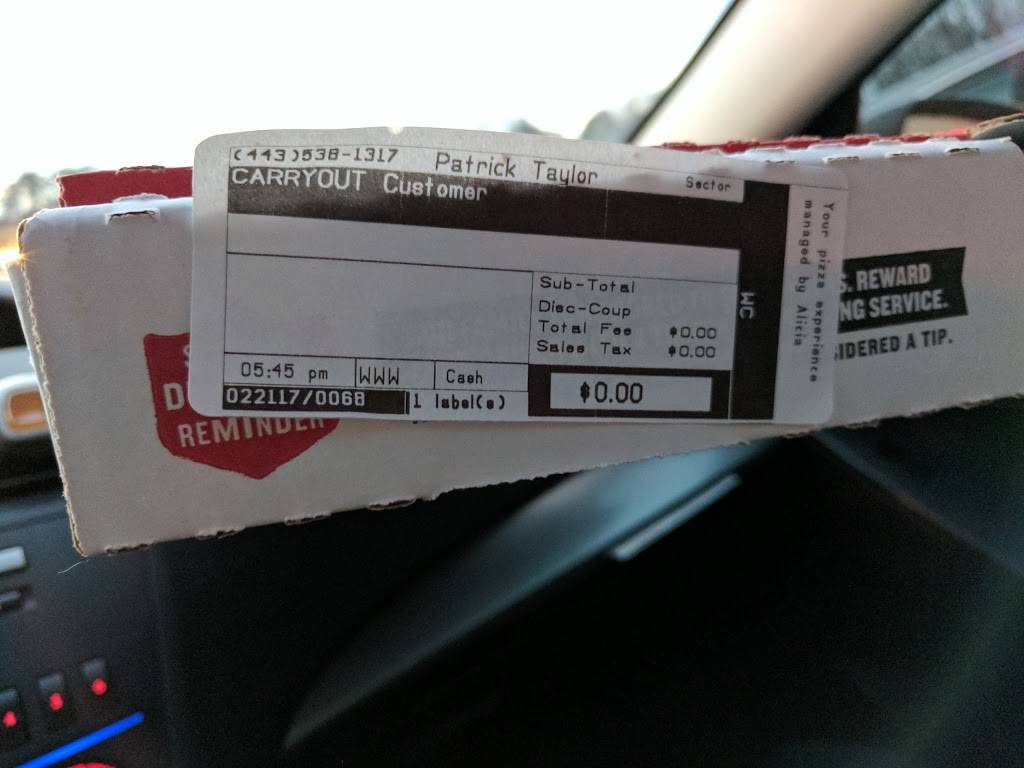 (443)538-1317 Patrick Taylor Sector
CARRYOUT Customer
Sub-Total
Disc-Coup
Total Fee $0.00
Sales Tax $0.00
05:45 pm WWW Cash $0.00
022117/0068 1 label(s)
WC
Your pizza experience
managed by Alicia
REMINDER
REWARD
SERVICE.
A TIP.